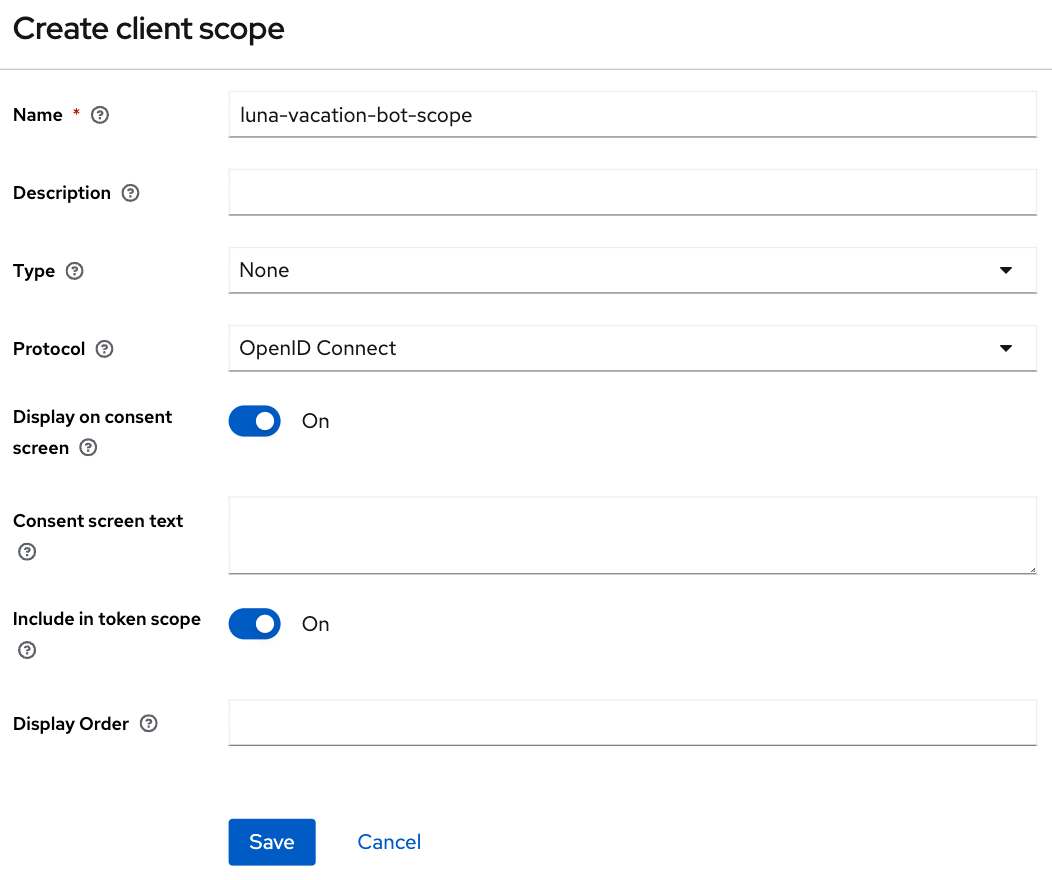 Create client scope
Name *
luna-vacation-bot-scope
Description
Type
None
Protocol
OpenID Connect
Display on consent
screen
On
Consent screen text
Include in token scope
On
Display Order
Save Cancel